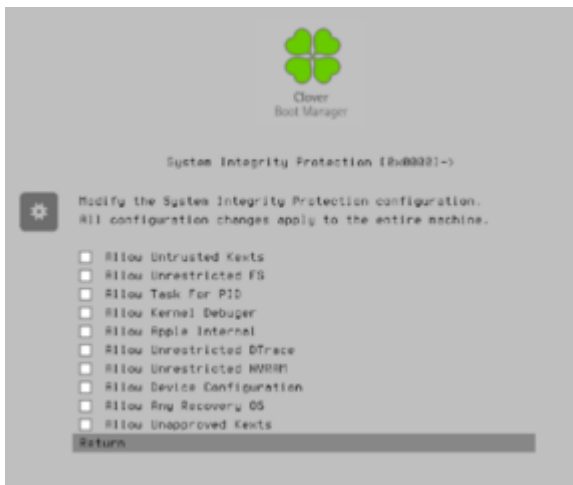 Clover
Boot Manager
System Integrity Protection [0x0000]->
Modify the System Integrity Protection configuration.
All configuration changes apply to the entire machine.
Allow Untrusted Kexts
Allow Unrestricted FS
Allow Task For PID
Allow Kernel Debuger
Allow Apple Internal
Allow Unrestricted DTrace
Allow Unrestricted NVRAM
Allow Device Configuration
Allow Any Recovery OS
Allow Unapproved Kexts
Return